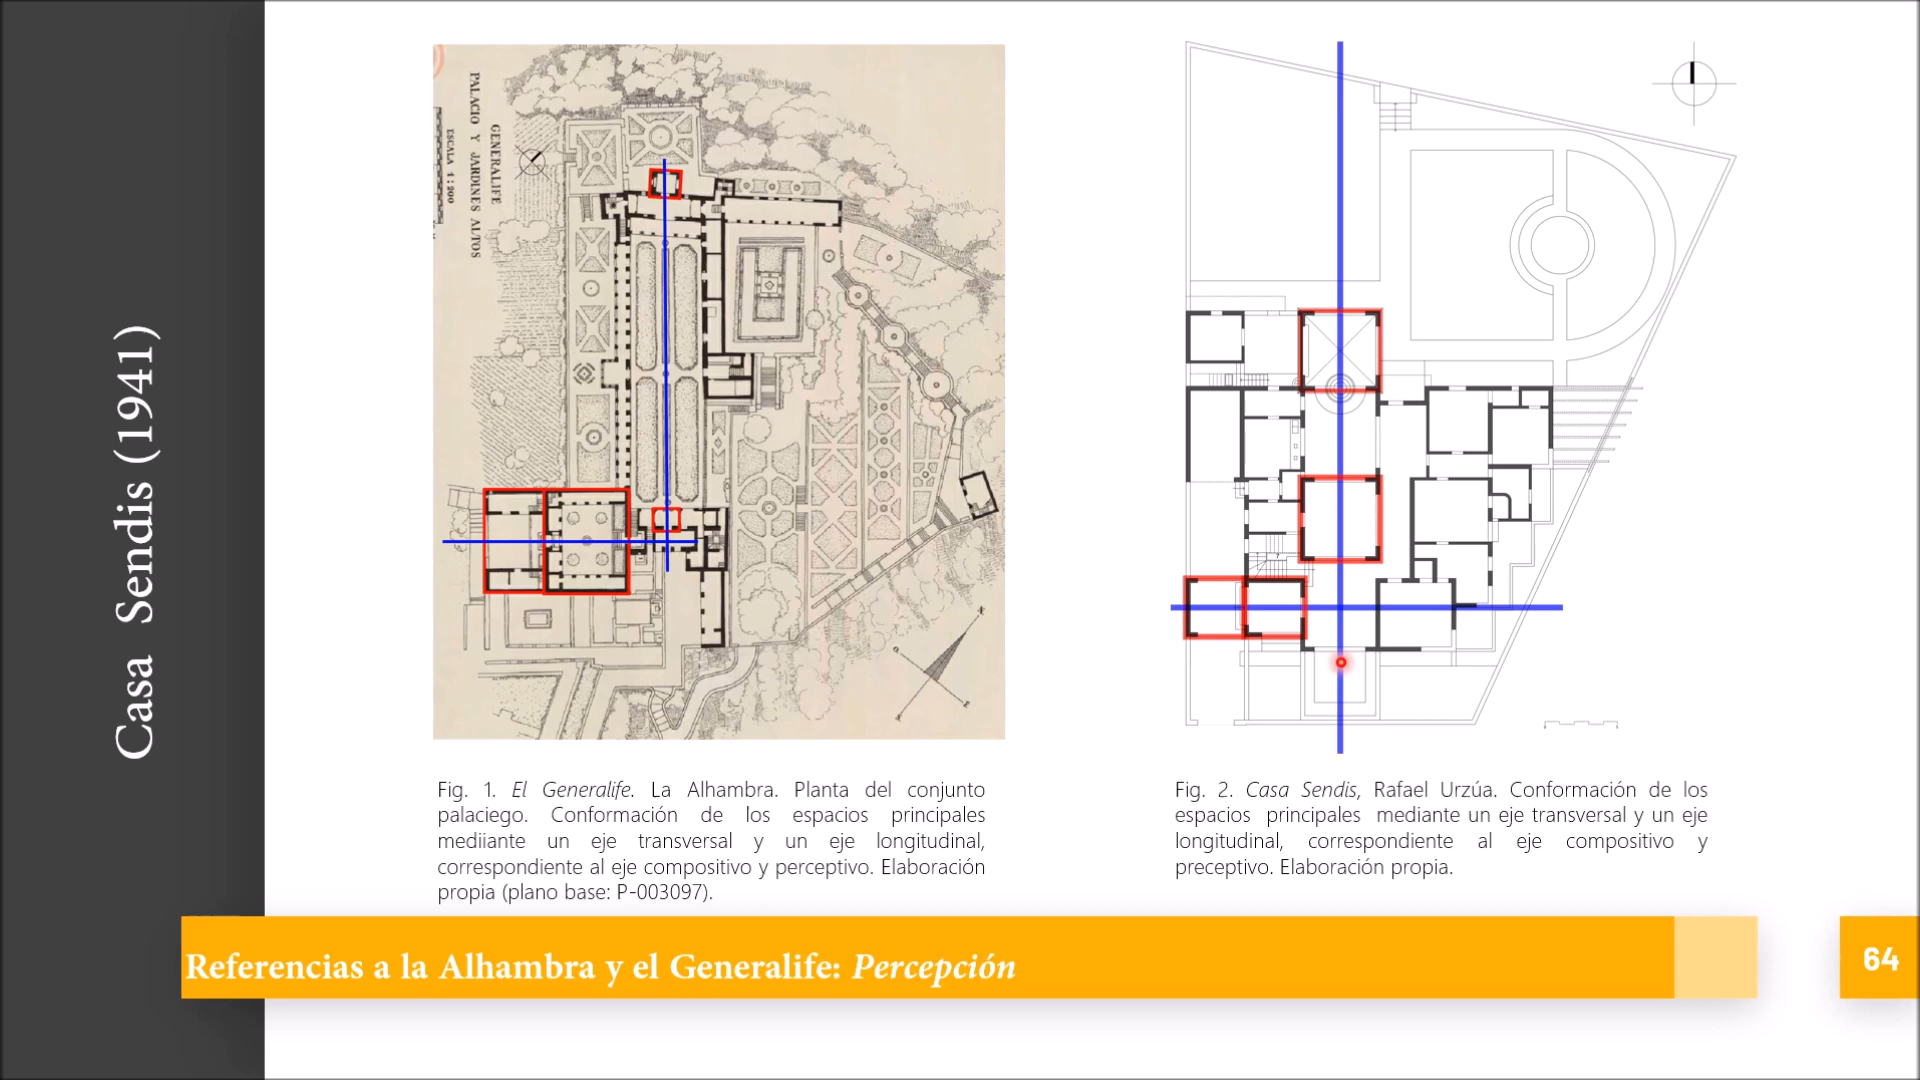 Casa Sendis (1941)
GENERALIFE
PALACIO Y JARDINES ALTOS
ESCALA 1:200
Fig. 1. El Generalife. La Alhambra. Planta del conjunto
palaciego. Conformación de los espacios principales
mediiante un eje transversal y un eje longitudinal,
correspondiente al eje compositivo y perceptivo. Elaboración
propia (plano base: P-003097).
Fig. 2. Casa Sendis, Rafael Urzúa. Conformación de los
espacios principales mediante un eje transversal y un eje
longitudinal, correspondiente al eje compositivo y
preceptivo. Elaboración propia.
Referencias a la Alhambra y el Generalife: Percepción
64